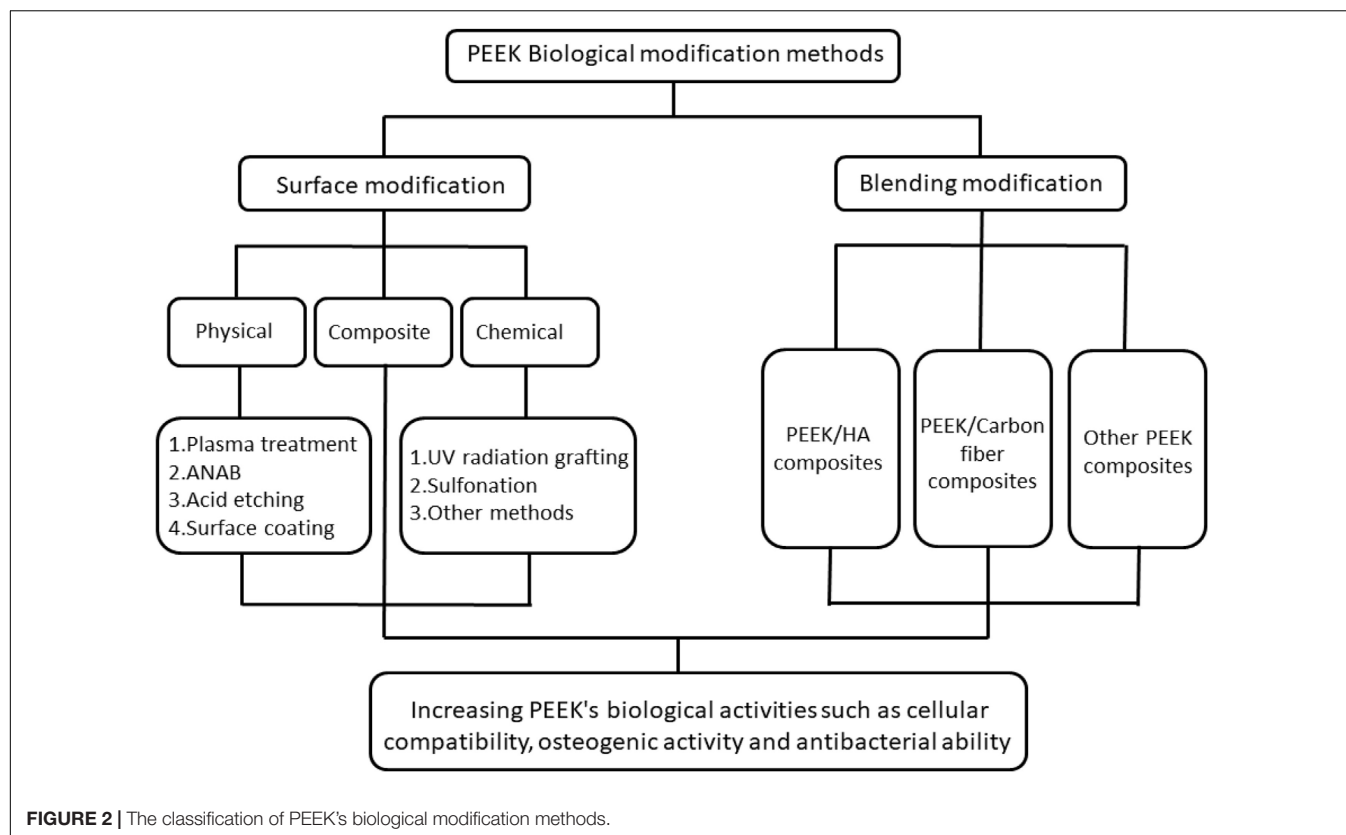 PEEK Biological modification methods
Surface modification
Blending modification
Physical
Composite
Chemical
1.Plasma treatment
2.ANAB
3.Acid etching
4.Surface coating
1.UV radiation grafting
2.Sulfonation
3.Other methods
PEEK/HA
composites
PEEK/Carbon
fiber
composites
Other PEEK
composites
Increasing PEEK's biological activities such as cellular
compatibility, osteogenic activity and antibacterial ability
FIGURE 2 | The classification of PEEK’s biological modification methods.